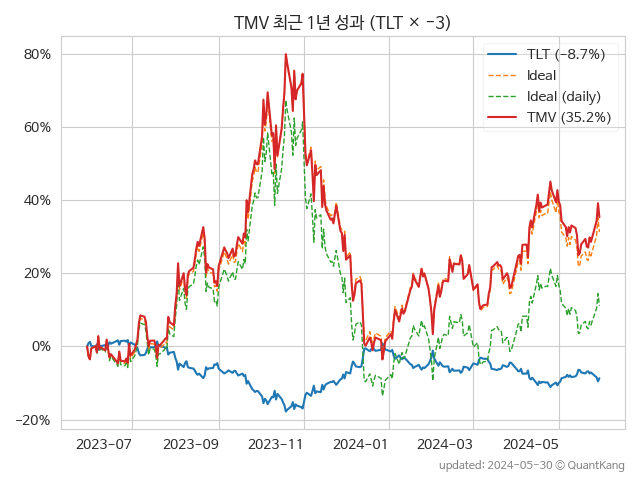 TMV 최근 1년 성과 (TLT × −3)
80%
60%
40%
20%
0%
−20%
TLT (−8.7%)
Ideal
Ideal (daily)
TMV (35.2%)
2023-07
2023-09
2023-11
2024-01
2024-03
2024-05
updated: 2024-05-30 © QuantKang